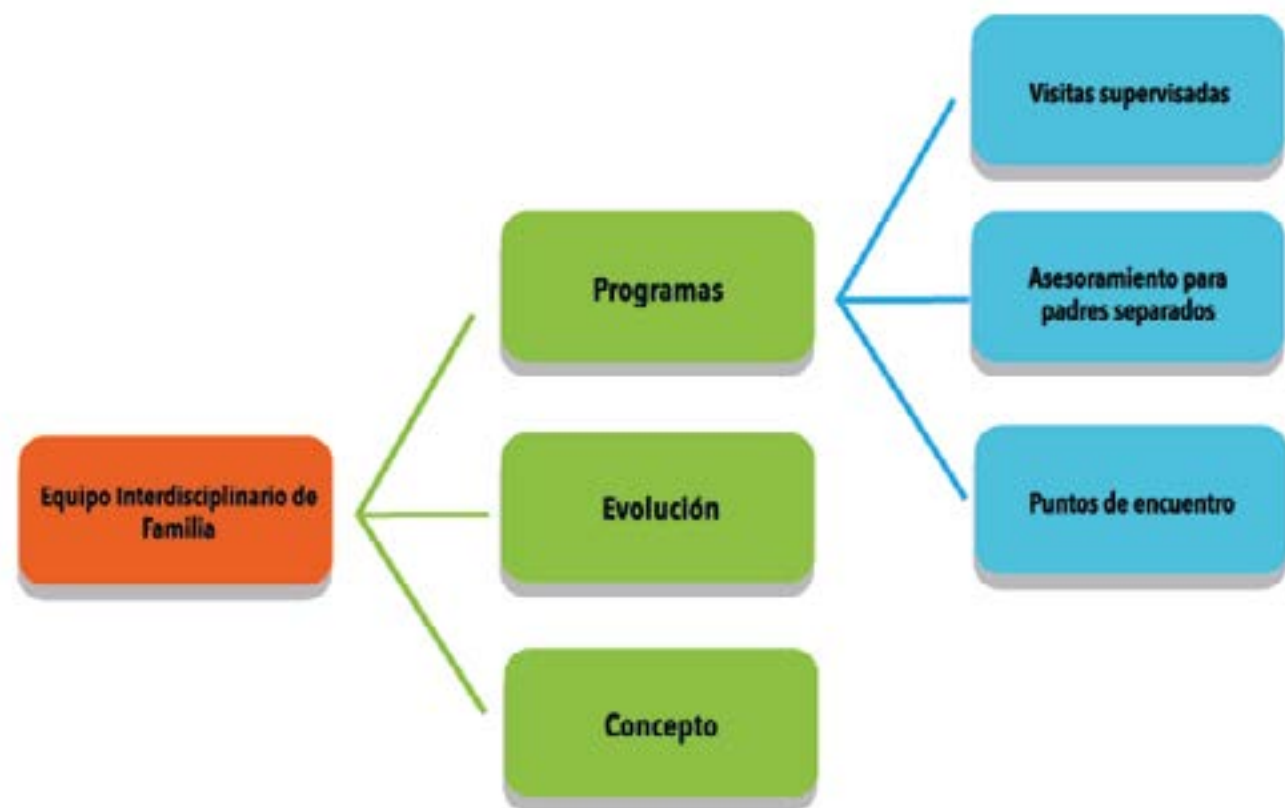 Visitas supervisadas
Programas
Asesoramiento para
padres separados
Equipo Interdisciplinario de
Familia
Evolución
Puntos de encuentro
Concepto